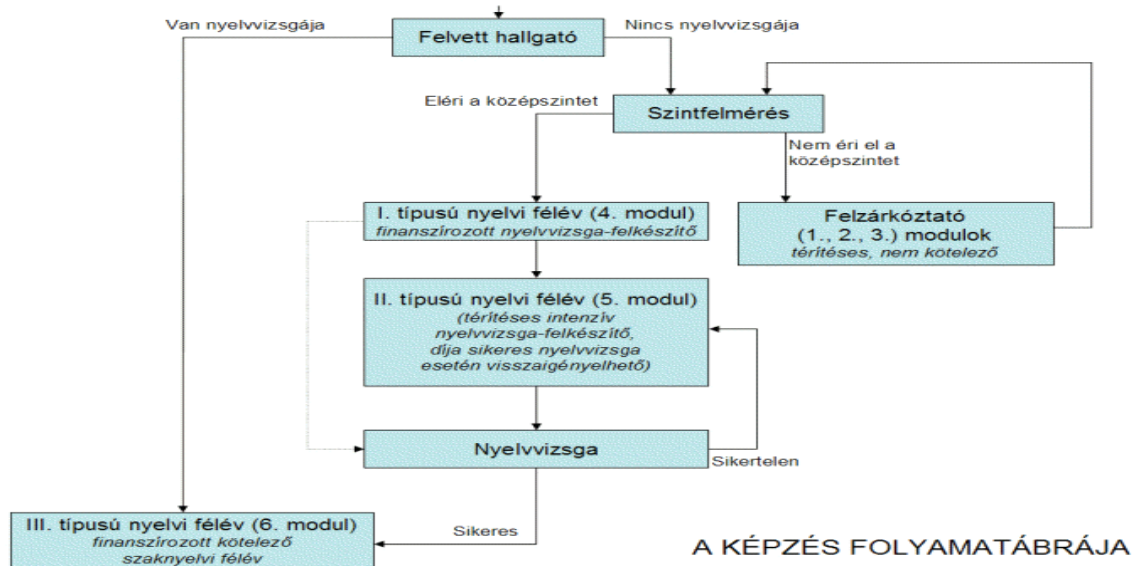 Van nyelvvizsgája
Nincs nyelvvizsgája
Felvett hallgató
Eléri a középszintet
Szintfelmérés
Nem éri el a
középszintet
I. típusú nyelvi félév (4. modul)
finanszírozott nyelvvizsga-felkészítő
Felzárkóztató
(1., 2., 3.) modulok
térítéses, nem kötelező
II. típusú nyelvi félév (5. modul)
(térítéses intenzív
nyelvvizsga-felkészítő,
díja sikeres nyelvvizsga
esetén visszaigényelhető)
Nyelvvizsga
Sikertelen
Sikeres
III. típusú nyelvi félév (6. modul)
finanszírozott kötelező
szaknyelvi félév
A KÉPZÉS FOLYAMATÁBRÁJA